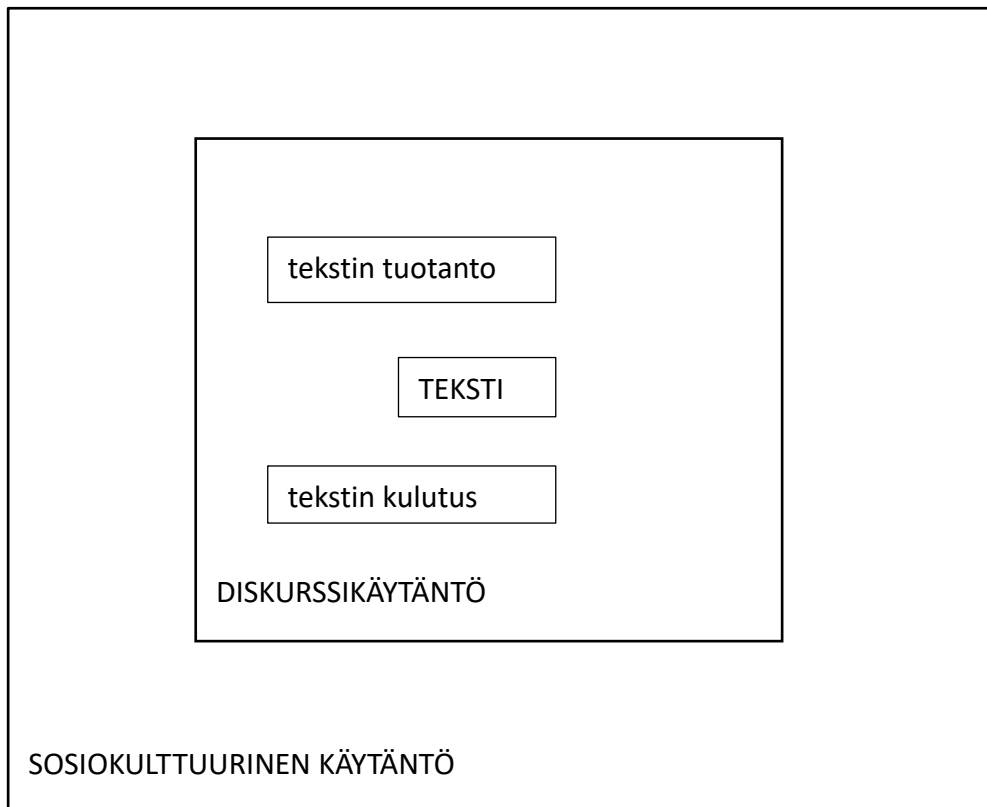 tekstin tuotanto
TEKSTI
tekstin kulutus
DISKURSSIKÄYTÄNTÖ
SOSIOKULTTUURINEN KÄYTÄNTÖ